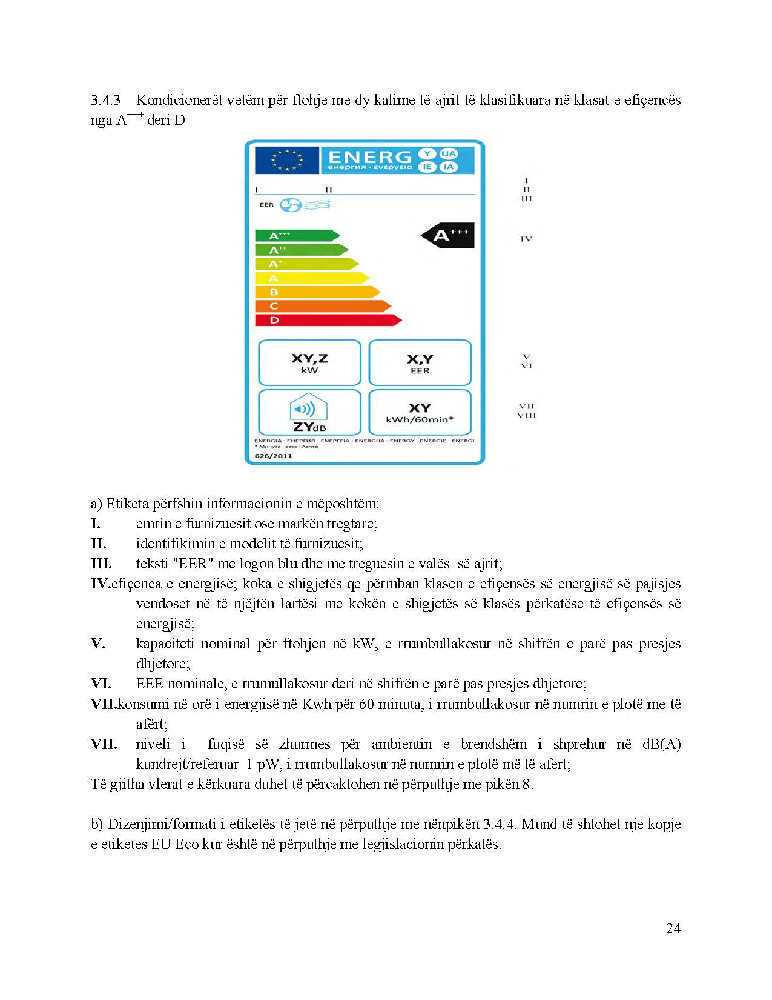 3.4.3 Kondicionerët vetëm për ftohje me dy kalime të ajrit të klasifikuara në klasat e efiçencës
nga A+++ deri D
ENERG Y IJA
енергия · ενεργεια IE IA
I II
EER
A+++
A++
A+
A
B
C
D
A+++
XY,Z
kW
X,Y
EER
ZYdB
XY
kWh/60min*
ENERGIA · ЕНЕРГИЯ · ΕΝΕΡΓΕΙΑ · ENERGIJA · ENERGY · ENERGIE · ENERGI
* Минута · perc · Λεπτά
626/2011
I
II
III
IV
V
VI
VII
VIII
a) Etiketa përfshin informacionin e mëposhtëm:
I. emrin e furnizuesit ose markën tregtare;
II. identifikimin e modelit të furnizuesit;
III. teksti "EER" me logon blu dhe me treguesin e valës së ajrit;
IV.efiçenca e energjisë; koka e shigjetës qe përmban klasen e efiçensës së energjisë së pajisjes
vendoset në të njëjtën lartësi me kokën e shigjetës së klasës përkatëse të efiçensës së
energjisë;
V. kapaciteti nominal për ftohjen në kW, e rrumbullakosur në shifrën e parë pas presjes
dhjetore;
VI. EEE nominale, e rrumullakosur deri në shifrën e parë pas presjes dhjetore;
VII.konsumi në orë i energjisë në Kwh për 60 minuta, i rrumbullakosur në numrin e plotë me të
afërt;
VII. niveli i fuqisë së zhurmes për ambientin e brendshëm i shprehur në dB(A)
kundrejt/referuar 1 pW, i rrumbullakosur në numrin e plotë më të afert;
Të gjitha vlerat e kërkuara duhet të përcaktohen në përputhje me pikën 8.
b) Dizenjimi/formati i etiketës të jetë në përputhje me nënpikën 3.4.4. Mund të shtohet nje kopje
e etiketes EU Eco kur është në përputhje me legjislacionin përkatës.
24